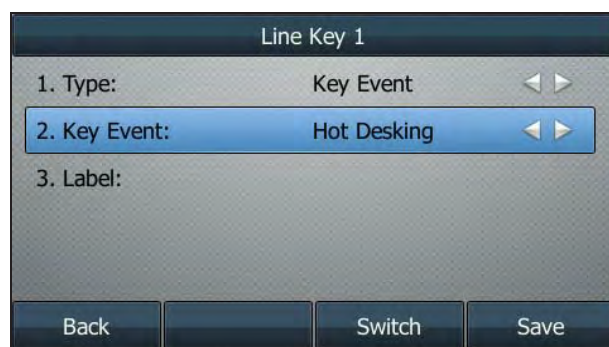 Line Key 1
1. Type: Key Event
2. Key Event: Hot Desking
3. Label:
Back Switch Save